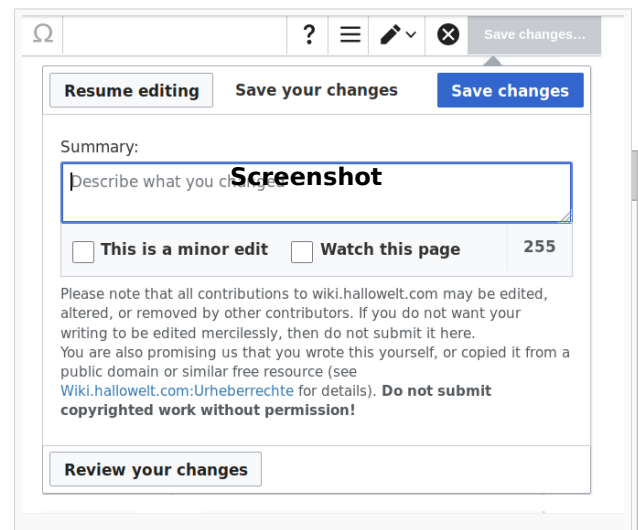 Ω ? Save changes...
Resume editing Save your changes Save changes
Summary:
Describe what you changed
Screenshot
This is a minor edit Watch this page 255
Please note that all contributions to wiki.hallowelt.com may be edited,
altered, or removed by other contributors. If you do not want your
writing to be edited mercilessly, then do not submit it here.
You are also promising us that you wrote this yourself, or copied it from a
public domain or similar free resource (see
Wiki.hallowelt.com:Urheberrechte for details). Do not submit
copyrighted work without permission!
Review your changes